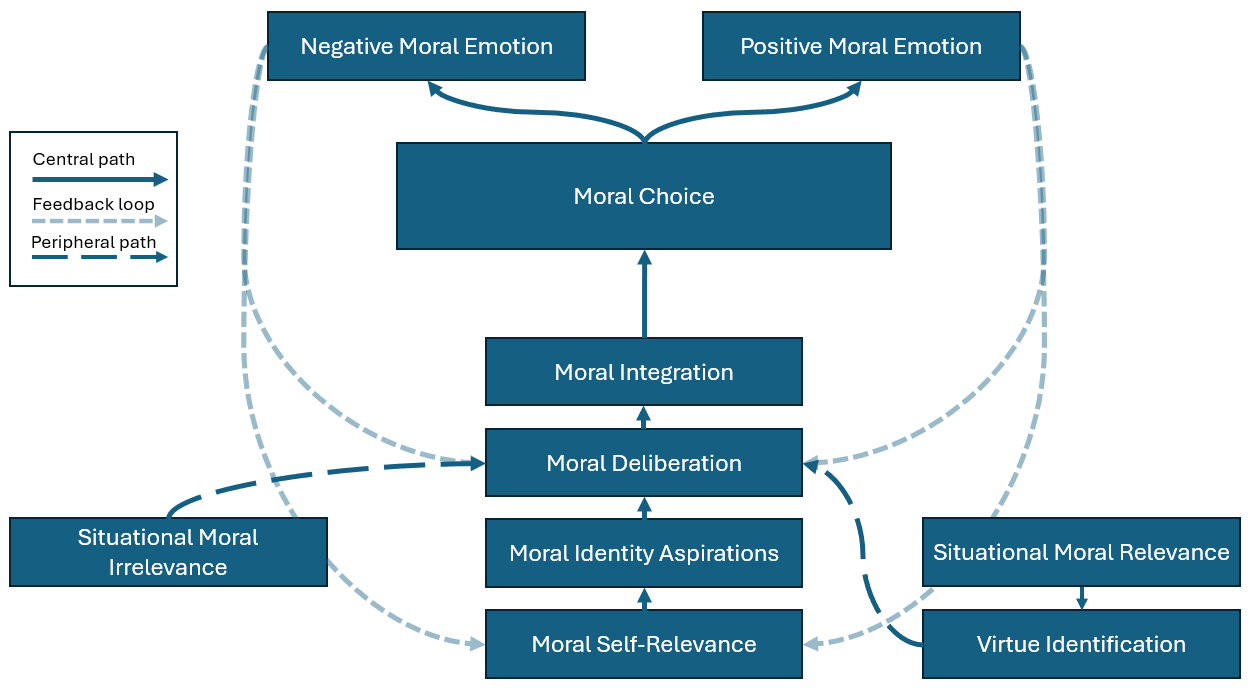 Negative Moral Emotion
Positive Moral Emotion
Central path
Feedback loop
Peripheral path
Moral Choice
Moral Integration
Moral Deliberation
Situational Moral
Irrelevance
Moral Identity Aspirations
Situational Moral Relevance
Moral Self-Relevance
Virtue Identification